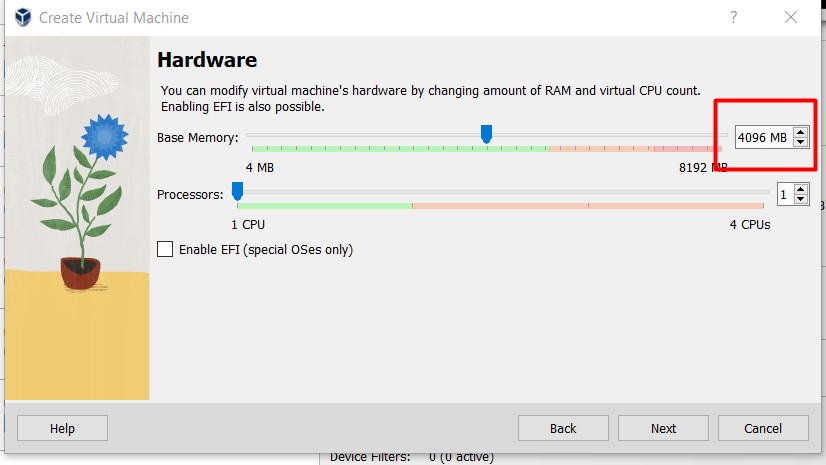 Create Virtual Machine
?
Hardware
You can modify virtual machine's hardware by changing amount of RAM and virtual CPU count.
Enabling EFI is also possible.
Base Memory:
4096 MB
4 MB
8192 MB
Processors:
1
1 CPU
4 CPUs
Enable EFI (special OSes only)
Help
Back
Next
Cancel
Device Filters:
0 (0 active)